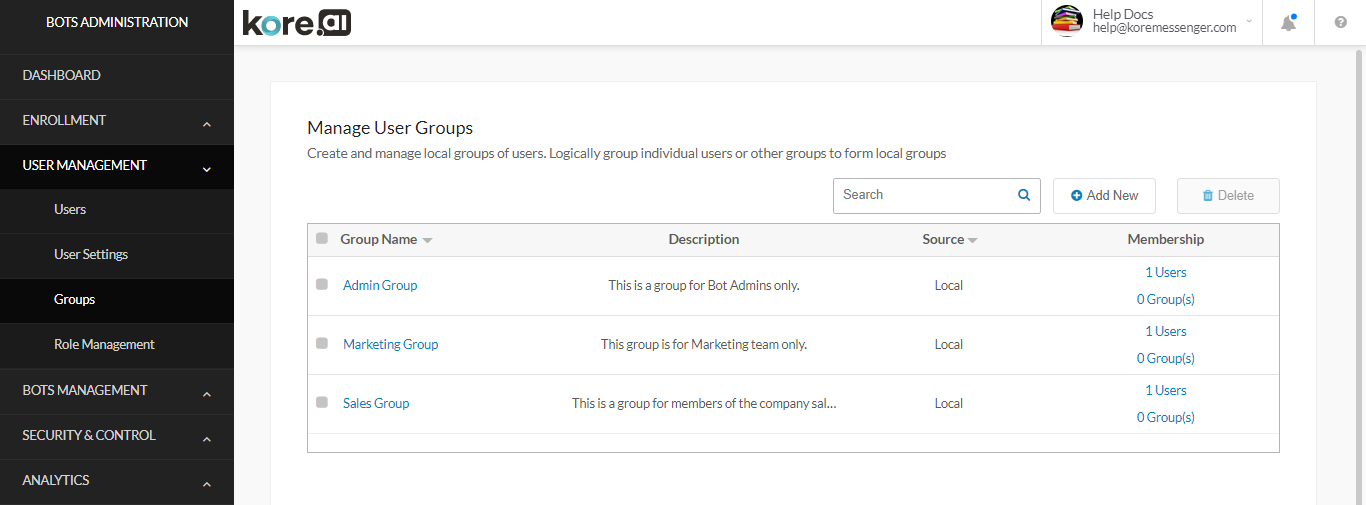 BOTS ADMINISTRATION
DASHBOARD
ENROLLMENT
USER MANAGEMENT
Users
User Settings
Groups
Role Management
BOTS MANAGEMENT
SECURITY & CONTROL
ANALYTICS
kore.ai
Help Docs
help@koremessenger.com
?
Manage User Groups
Create and manage local groups of users. Logically group individual users or other groups to form local groups
Search
Add New
Delete
Group Name Description Source Membership
Admin Group This is a group for Bot Admins only. Local 1 Users
0 Group(s)
Marketing Group This group is for Marketing team only. Local 1 Users
0 Group(s)
Sales Group This is a group for members of the company sal... Local 1 Users
0 Group(s)